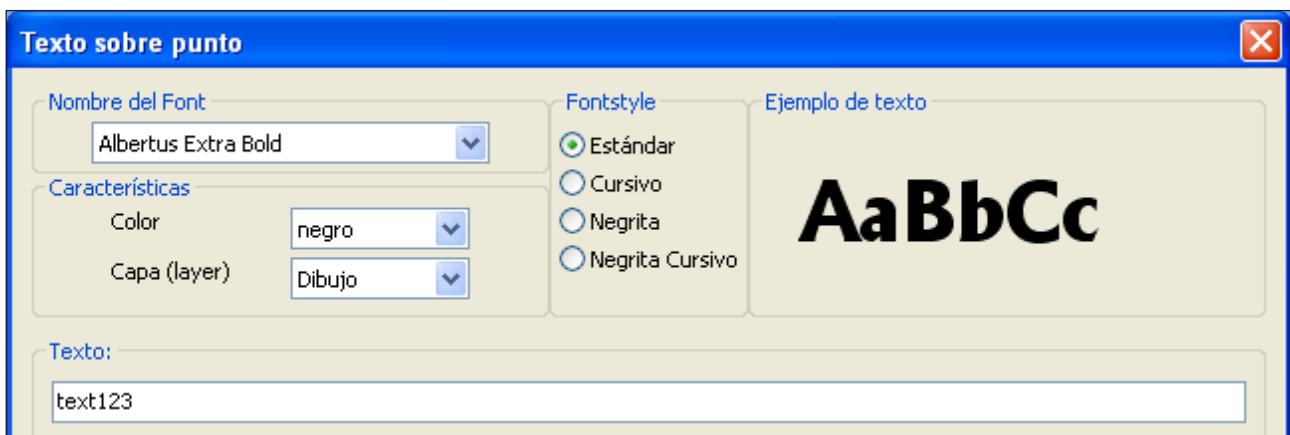 Texto sobre punto
Nombre del Font
Albertus Extra Bold
Fontstyle
Estándar
Cursivo
Negrita
Negrita Cursivo
Ejemplo de texto
AaBbCc
Características
Color
negro
Capa (layer)
Dibujo
Texto:
text123